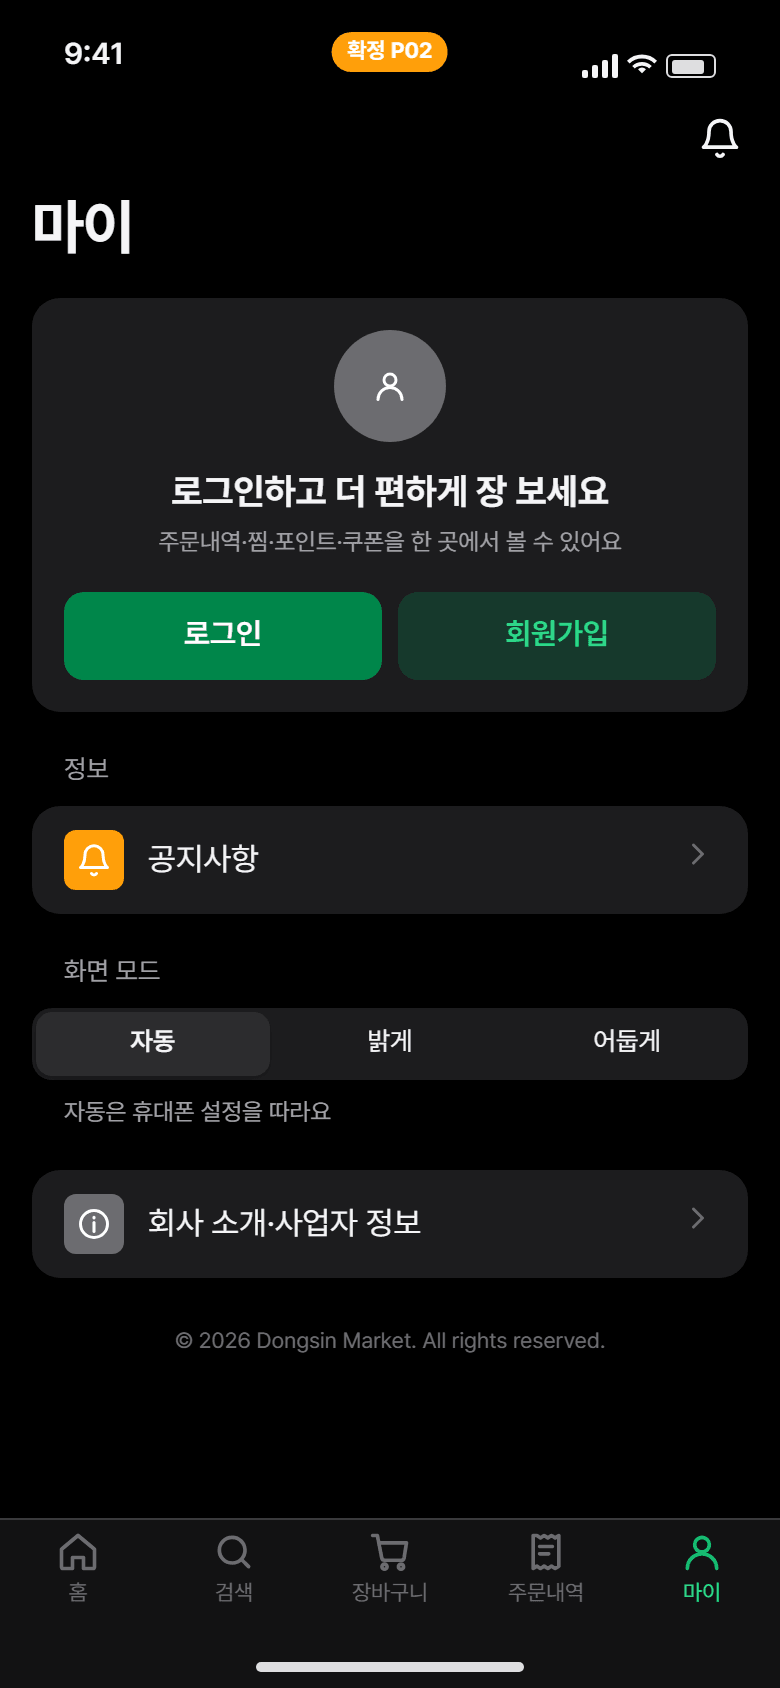 9:41
확정 P02
마이
로그인하고 더 편하게 장 보세요
주문내역·찜·포인트·쿠폰을 한 곳에서 볼 수 있어요
로그인
회원가입
정보
공지사항
화면 모드
자동
밝게
어둡게
자동은 휴대폰 설정을 따라요
회사 소개·사업자 정보
© 2026 Dongsin Market. All rights reserved.
홈
검색
장바구니
주문내역
마이